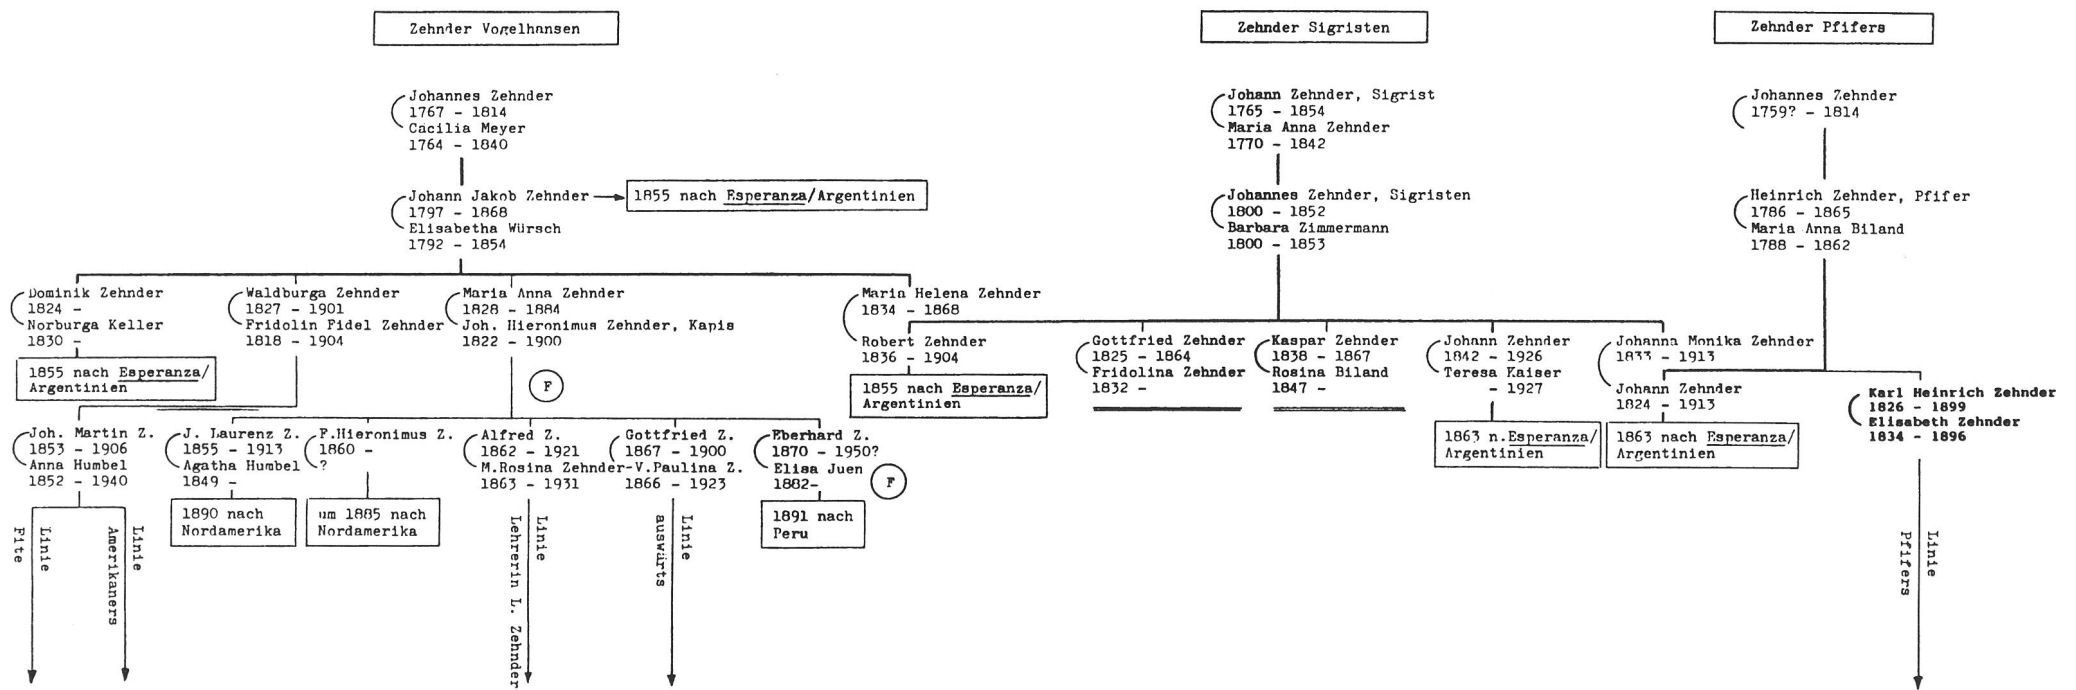 Zehnder Vogelhansen
Zehnder Sigristen
Zehnder Pfifers
Johannes Zehnder
1767 - 1814
Cäcilia Meyer
1764 - 1840
Johann Zehnder, Sigrist
1765 - 1854
Maria Anna Zehnder
1770 - 1842
Johannes Zehnder
1759? - 1814
Johann Jakob Zehnder
1797 - 1868
Elisabetha Würsch
1792 - 1854
1855 nach Esperanza/Argentinien
Johannes Zehnder, Sigristen
1800 - 1852
Barbara Zimmermann
1800 - 1853
Heinrich Zehnder, Pfifer
1786 - 1865
Maria Anna Biland
1788 - 1862
Dominik Zehnder
1824 -
Norburga Keller
1830 -
1855 nach Esperanza/
Argentinien
Waldburga Zehnder
1827 - 1901
Fridolin Fidel Zehnder
1818 - 1904
Maria Anna Zehnder
1828 - 1884
Joh. Hieronimus Zehnder, Kapis
1822 - 1900
F
Maria Helena Zehnder
1834 - 1868
Robert Zehnder
1836 - 1904
1855 nach Esperanza/
Argentinien
Gottfried Zehnder
1825 - 1864
Fridolina Zehnder
1832 -
Kaspar Zehnder
1838 - 1867
Rosina Biland
1847 -
Johann Zehnder
1842 - 1926
Teresa Kaiser
- 1927
1863 n.Esperanza/
Argentinien
Johanna Monika Zehnder
1833 - 1913
Johann Zehnder
1824 - 1913
1863 nach Esperanza/
Argentinien
Karl Heinrich Zehnder
1826 - 1899
Elisabeth Zehnder
1834 - 1896
Joh. Martin Z.
1853 - 1906
Anna Humbel
1852 - 1940
J. Laurenz Z.
1855 - 1913
Agatha Humbel
1849 -
1890 nach
Nordamerika
F.Hieronimus Z.
1860 -
?
um 1885 nach
Nordamerika
Alfred Z.
1862 - 1921
M.Rosina Zehnder-V.Paulina Z.
1863 - 1931
Gottfried Z.
1867 - 1900
1866 - 1923
Eberhard Z.
1870 - 1950?
Elisa Juen
1882-
F
1891 nach
Peru
Linie
Fite
Linie
Amerikaners
Linie
Lehrerin L. Zehnder
Linie
auswärts
Linie
Pfifers